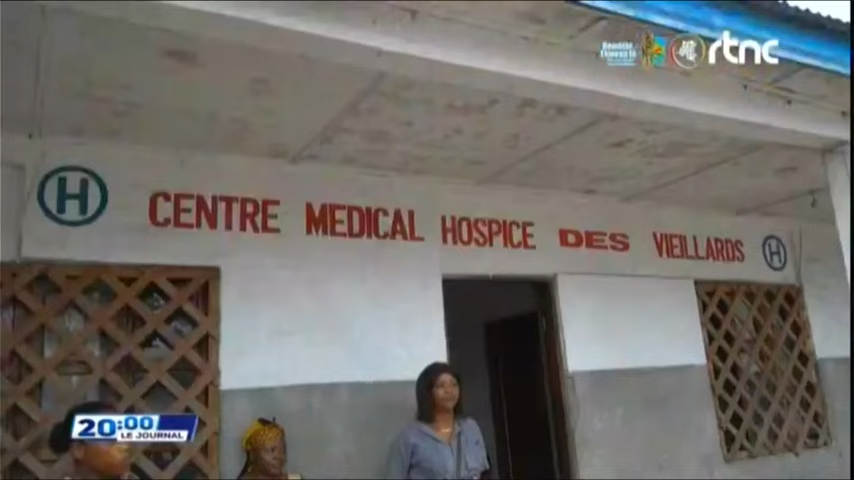 rtnc
H CENTRE MEDICAL HOSPICE DES VIEILLARDS H
20:00
LE JOURNAL